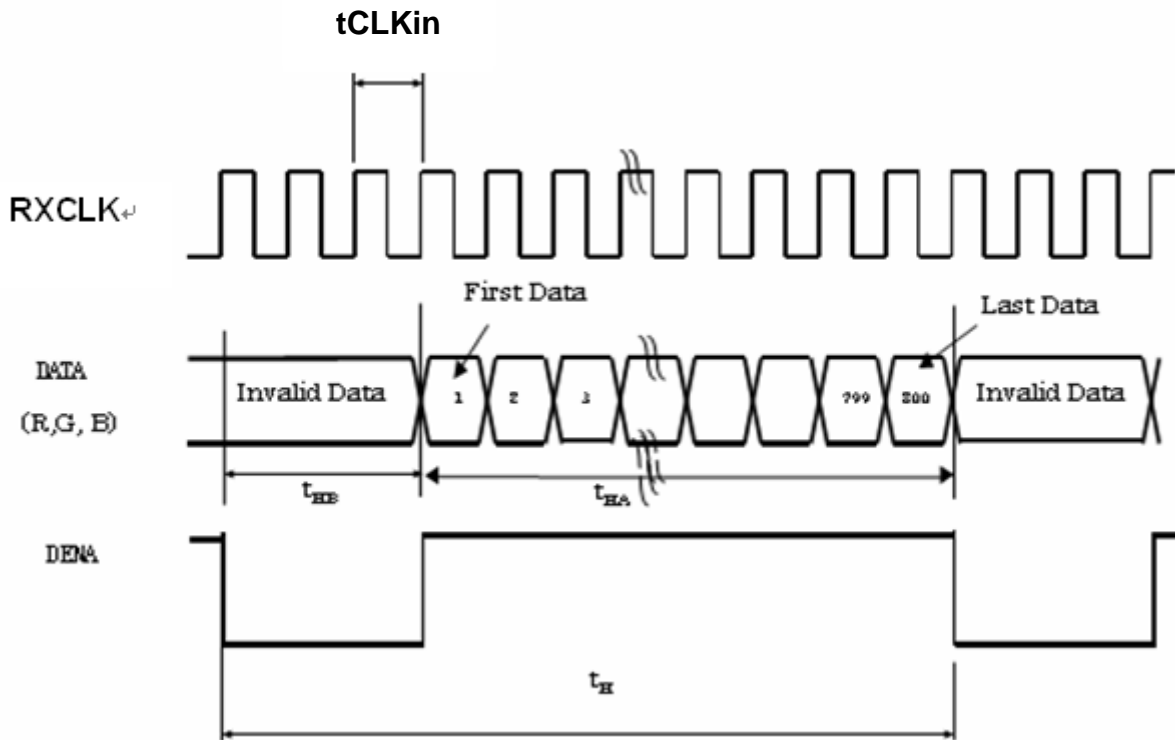 tCLKin
RXCLK↵
First Data
Last Data
DATA
(R,G, B)
Invalid Data
1
2
3
799
800
Invalid Data
tHB
tHA
DENA
tH